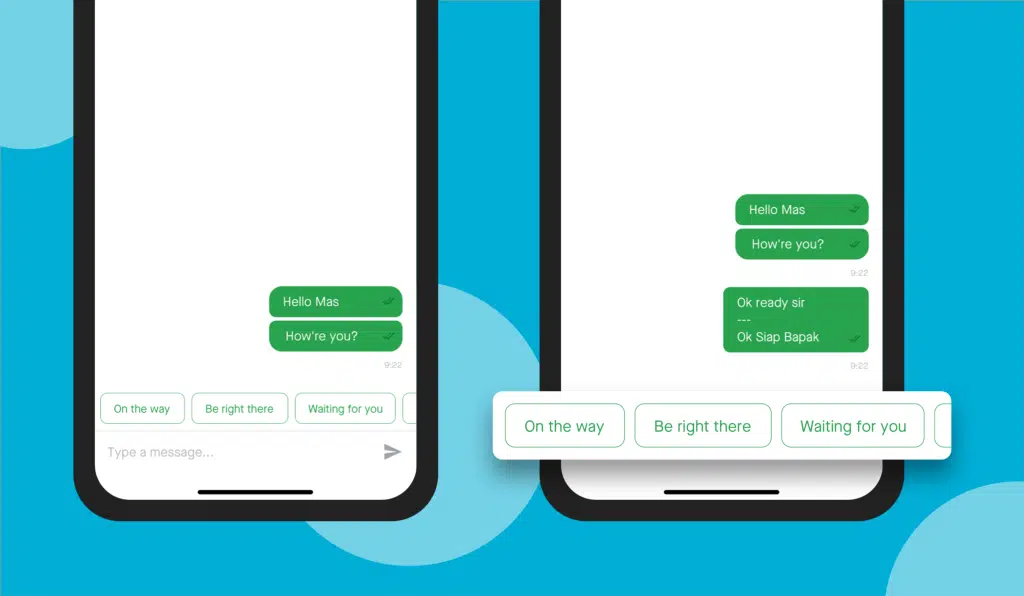 Hello Mas
How're you?
9:22
On the way
Be right there
Waiting for you
Type a message...
Hello Mas
How're you?
9:22
Ok ready sir
---
Ok Siap Bapak
9:22
On the way
Be right there
Waiting for you